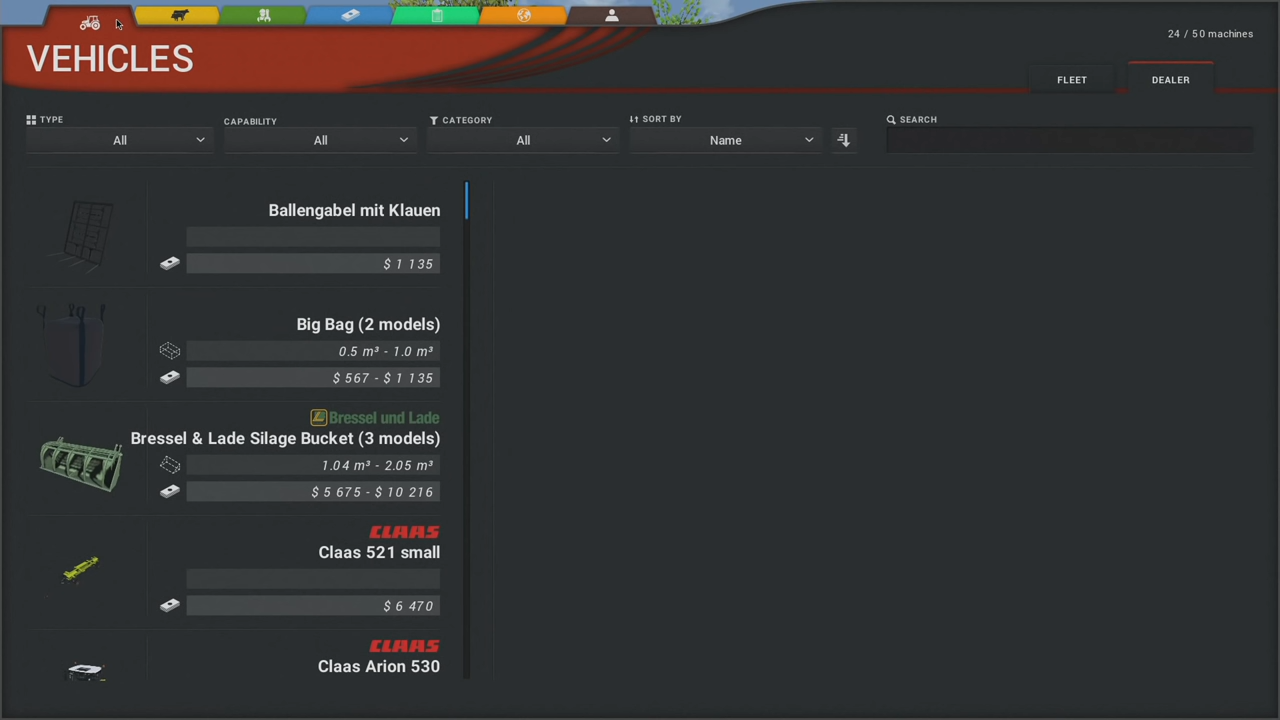 24 / 50 machines
VEHICLES
FLEET
DEALER
TYPE
CAPABILITY
CATEGORY
SORT BY
SEARCH
All
All
All
Name
Ballengabel mit Klauen
$ 1 135
Big Bag (2 models)
0.5 m³ - 1.0 m³
$ 567 - $ 1 135
Bressel und Lade
Bressel & Lade Silage Bucket (3 models)
1.04 m³ - 2.05 m³
$ 5 675 - $ 10 216
CLAAS
Claas 521 small
$ 6 470
CLAAS
Claas Arion 530